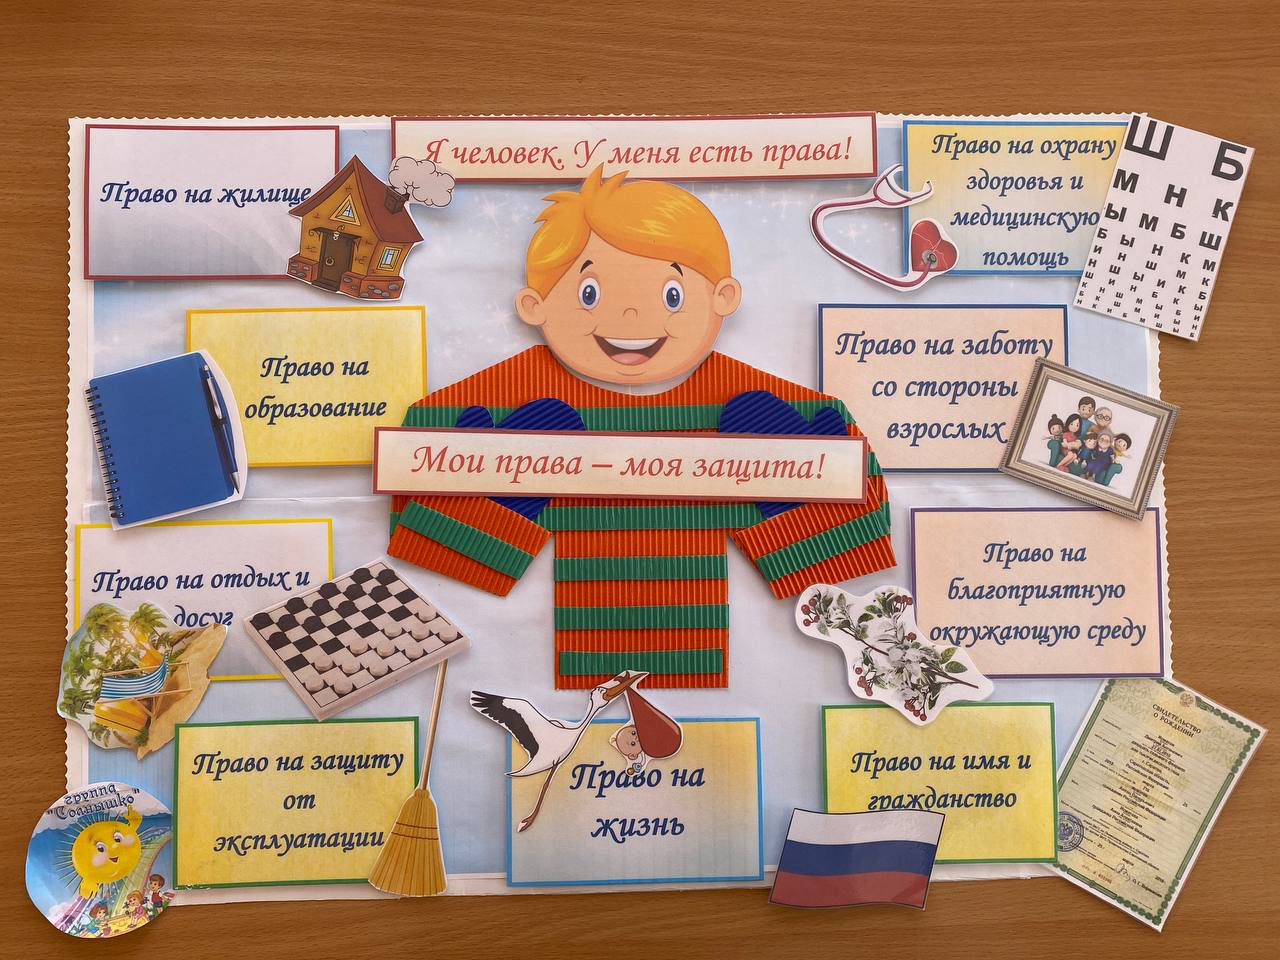 Я человек. У меня есть права!
Право на жилище
Право на охрану
здоровья и
медицинскую
помощь
Ш Б
М Н К
Ы М Б Ш
Право на
образование
Право на заботу
со стороны
взрослых
Мои права – моя защита!
Право на отдых и
досуг
Право на
благоприятную
окружающую среду
Право на защиту
от
эксплуатации
Право на
жизнь
Право на имя и
гражданство
СВИДЕТЕЛЬСТВО
О РОЖДЕНИИ
группа
"Солнышко"